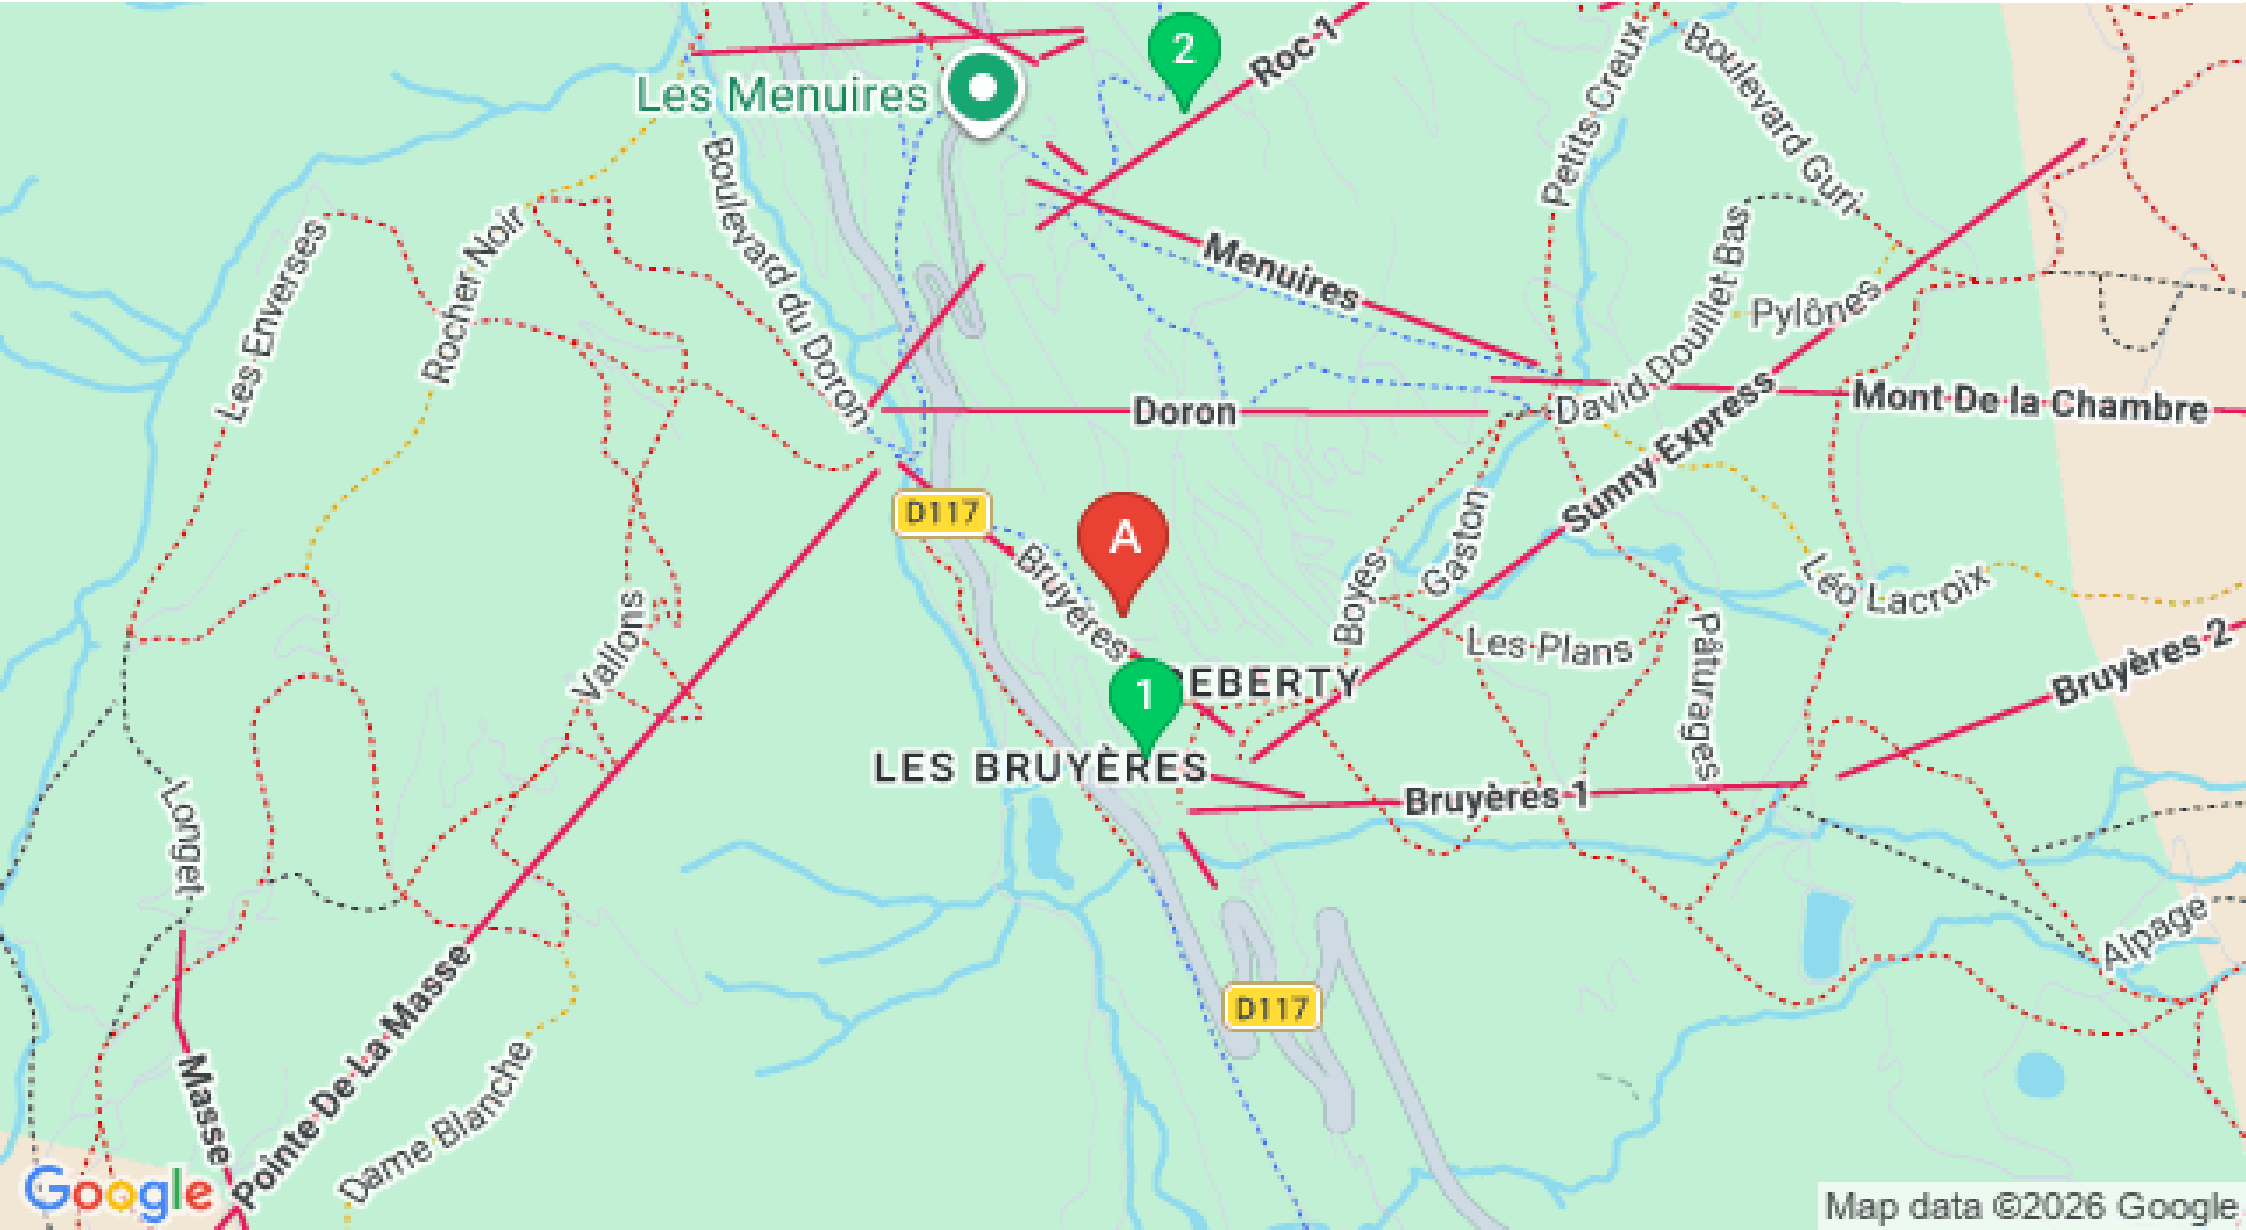 2
Roc 1
Les Menuires
Petits Creux
Boulevard Guri
Boulevard du Doron
Les Enverses
Rocher Noir
Menuires
David Douillet Bas
Pylônes
Doron
Mont De la Chambre
Sunny Express
D117
A
Bruyères
Gaston
Boyes
Léo Lacroix
Vallons
Les Plans
Pâturages
Bruyères 2
1
EBERTY
LES BRUYÈRES
Bruyères 1
Longet
Alpage
D117
Masse
Pointe De La Masse
Dame Blanche
Google
Map data ©2026 Google